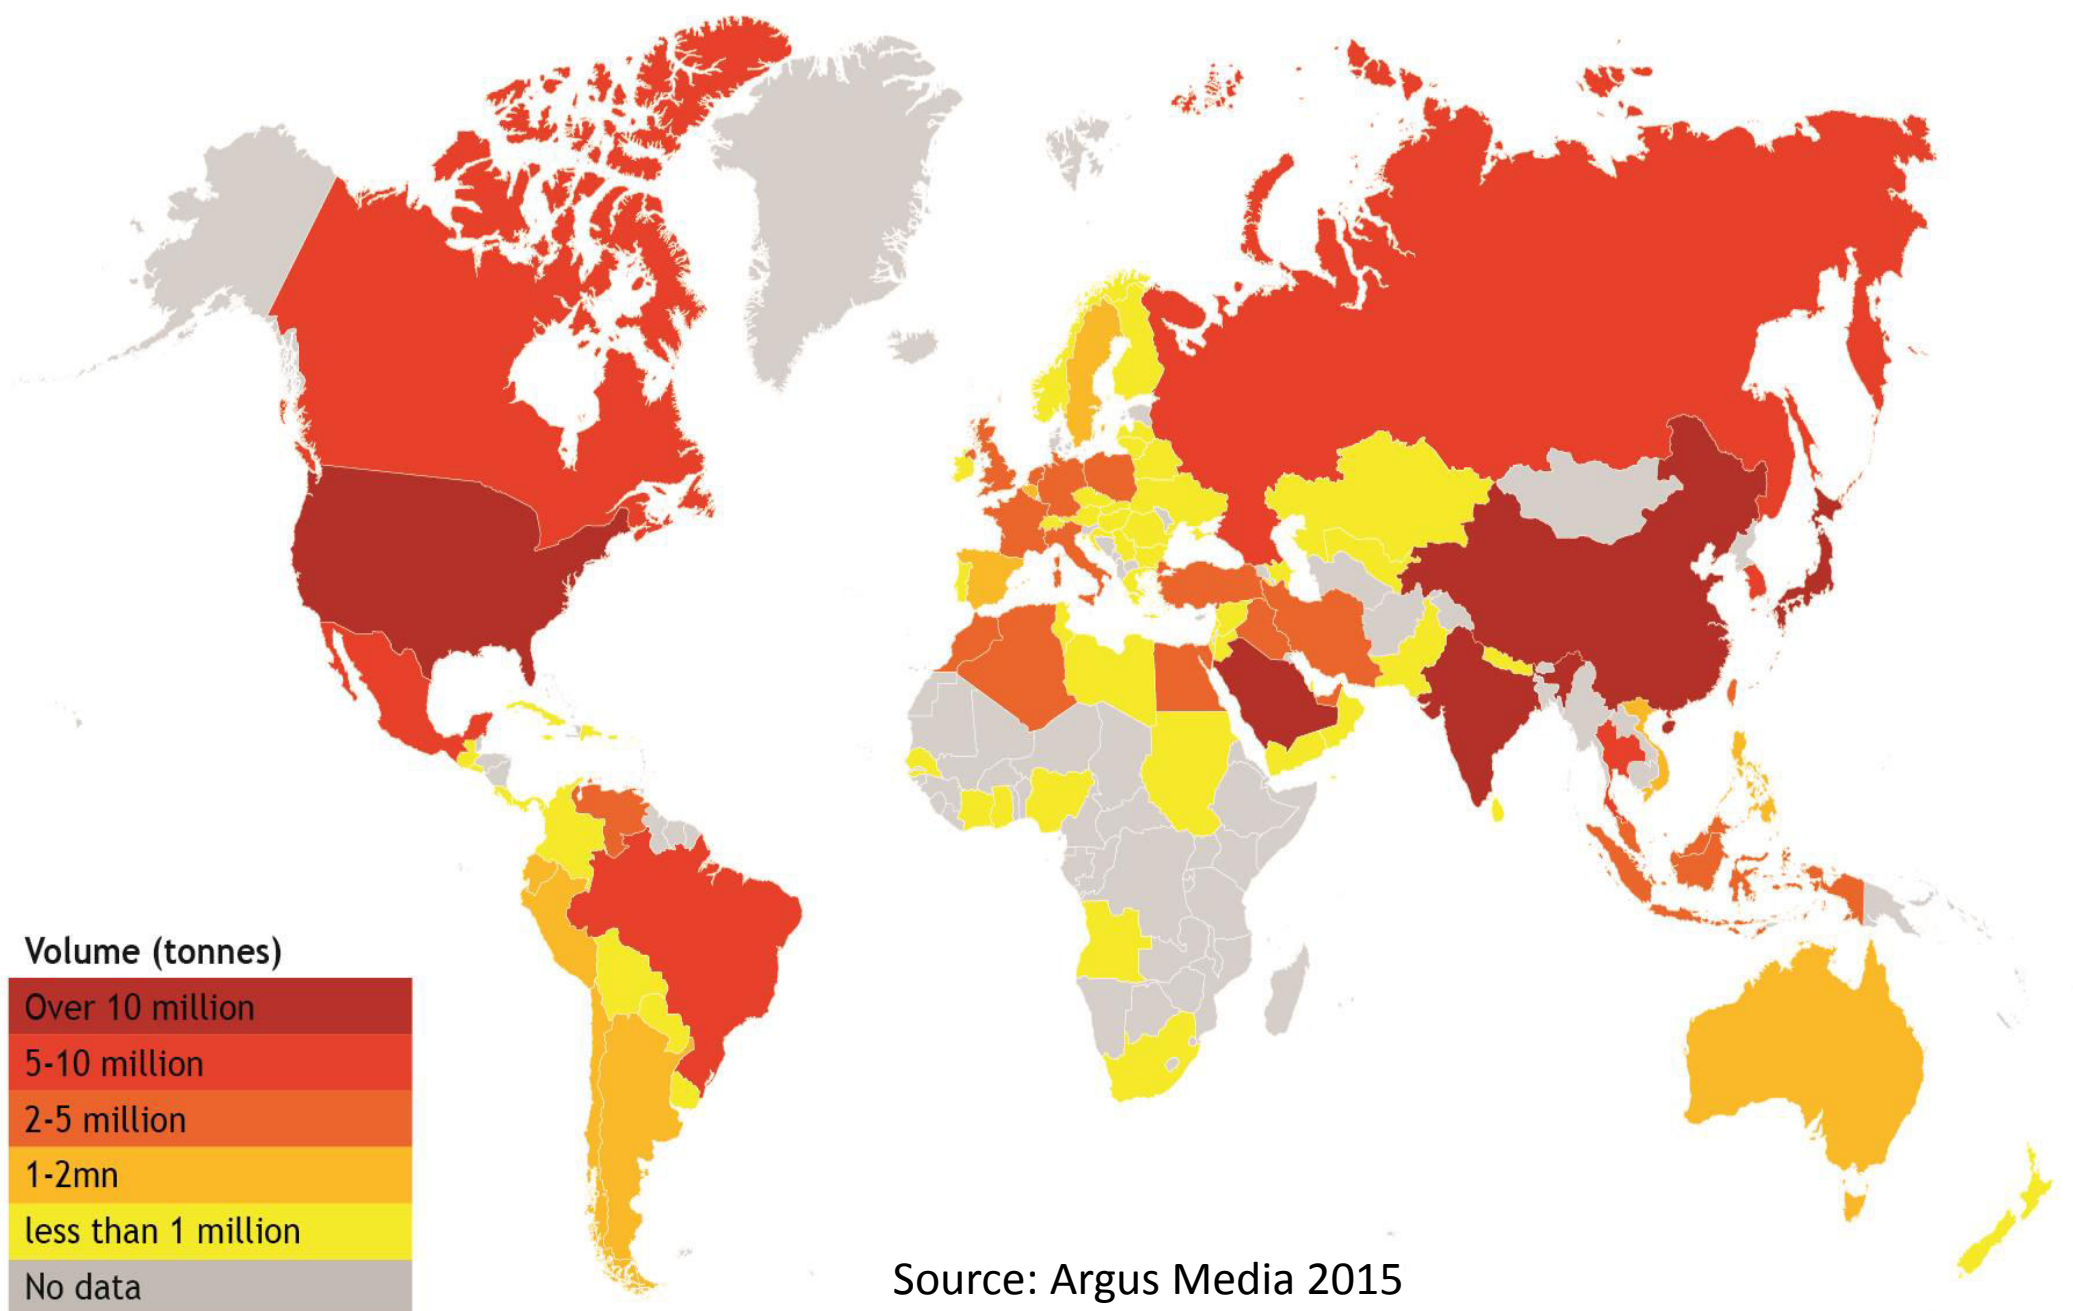 Volume (tonnes)
Over 10 million
5-10 million
2-5 million
1-2mn
less than 1 million
No data
Source: Argus Media 2015